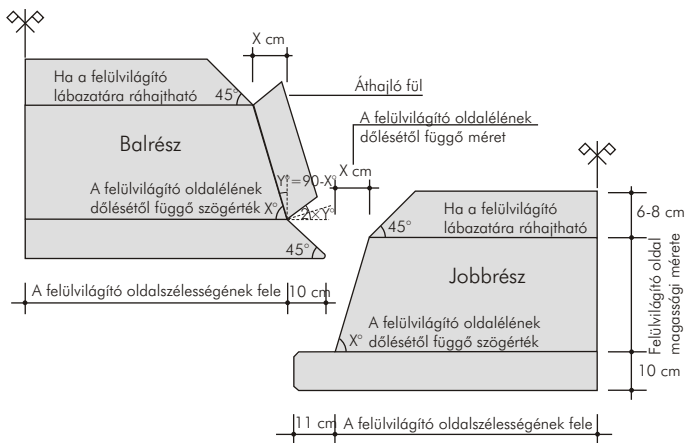 X cm
Ha a felülvilágító
lábazatára ráhajtható
45°
Áthajló fül
Balrész
A felülvilágító oldalélének
dőlésétől függő méret
X cm
Y°=90-X°
A felülvilágító oldalélének
dőlésétől függő szögérték
X°
2×Y°
45°
A felülvilágító oldalszélességének fele
10 cm
Ha a felülvilágító
lábazatára ráhajtható
45°
6-8 cm
Jobbrész
Felülvilágító oldal
magassági mérete
A felülvilágító oldalélének
dőlésétől függő szögérték
X°
10 cm
11 cm
A felülvilágító oldalszélességének fele